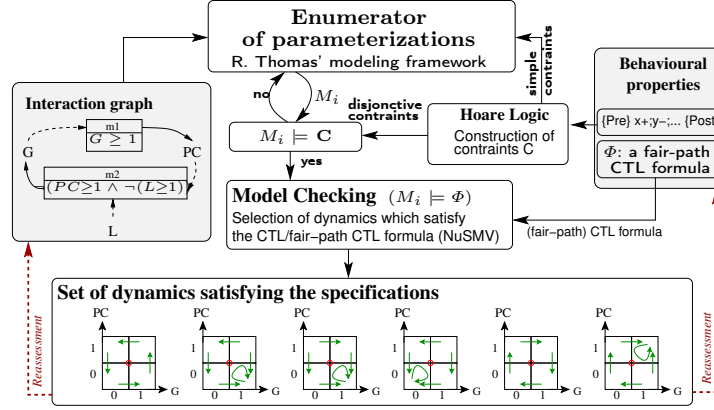 Enumerator
of parameterizations
R. Thomas' modeling framework
simple
contraints
Behavioural
properties
{Pre} x+;y−;... {Post}
Φ: a fair-path
CTL formula
Interaction graph
m1
G ≥ 1
G
PC
m2
(PC≥1 ∧ ¬(L≥1))
L
no
M_i
disjonctive
contraints
M_i ⊨ C
yes
Hoare Logic
Construction of
contraints C
Model Checking (M_i ⊨ Φ)
Selection of dynamics which satisfy
the CTL/fair−path CTL formula (NuSMV)
(fair−path) CTL formula
Reassessment
Reassessment
Set of dynamics satisfying the specifications
PC PC PC PC PC PC
1 1 1 1 1 1
0 0 0 0 0 0
0 1 G 0 1 G 0 1 G 0 1 G 0 1 G 0 1 G